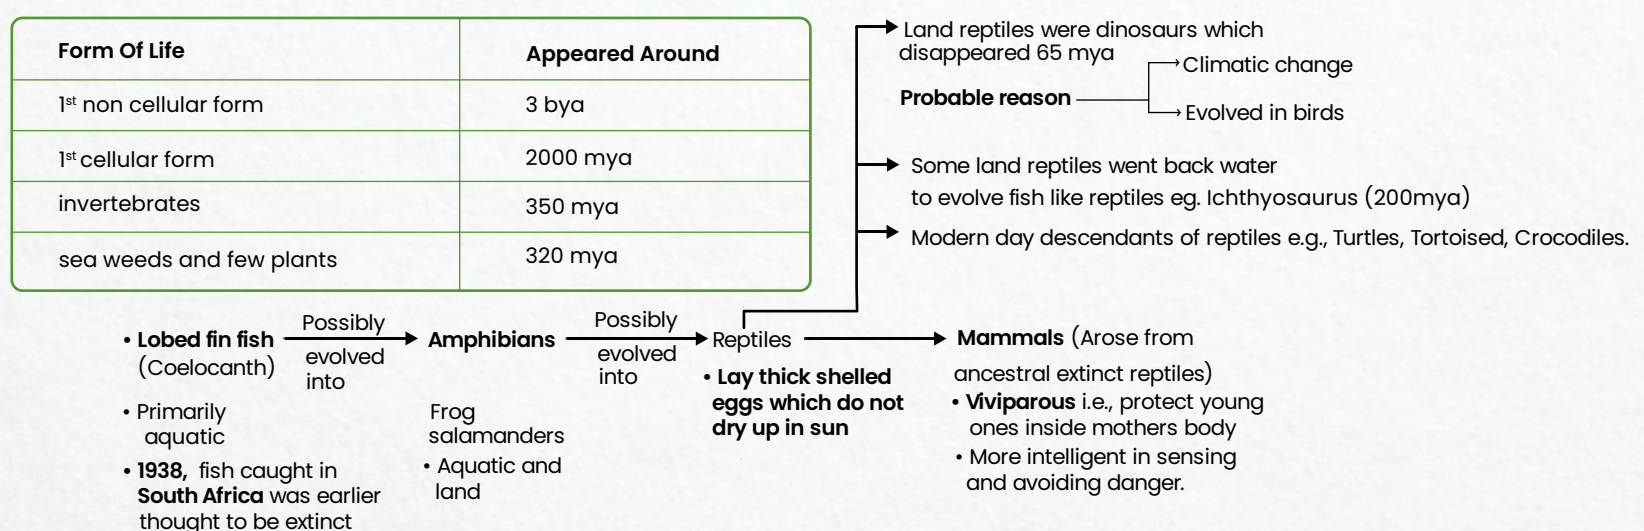 Form Of Life Appeared Around
1st non cellular form 3 bya
1st cellular form 2000 mya
invertebrates 350 mya
sea weeds and few plants 320 mya
Land reptiles were dinosaurs which
disappeared 65 mya
Climatic change
Probable reason
Evolved in birds
Some land reptiles went back water
to evolve fish like reptiles eg. Ichthyosaurus (200mya)
Modern day descendants of reptiles e.g., Turtles, Tortoised, Crocodiles.
• Lobed fin fish
(Coelocanth)
Possibly
evolved
into
Amphibians
Possibly
evolved
into
Reptiles
Mammals (Arose from
ancestral extinct reptiles)
• Primarily
aquatic
• 1938, fish caught in
South Africa was earlier
thought to be extinct
Frog
salamanders
• Aquatic and
land
• Lay thick shelled
eggs which do not
dry up in sun
• Viviparous i.e., protect young
ones inside mothers body
• More intelligent in sensing
and avoiding danger.